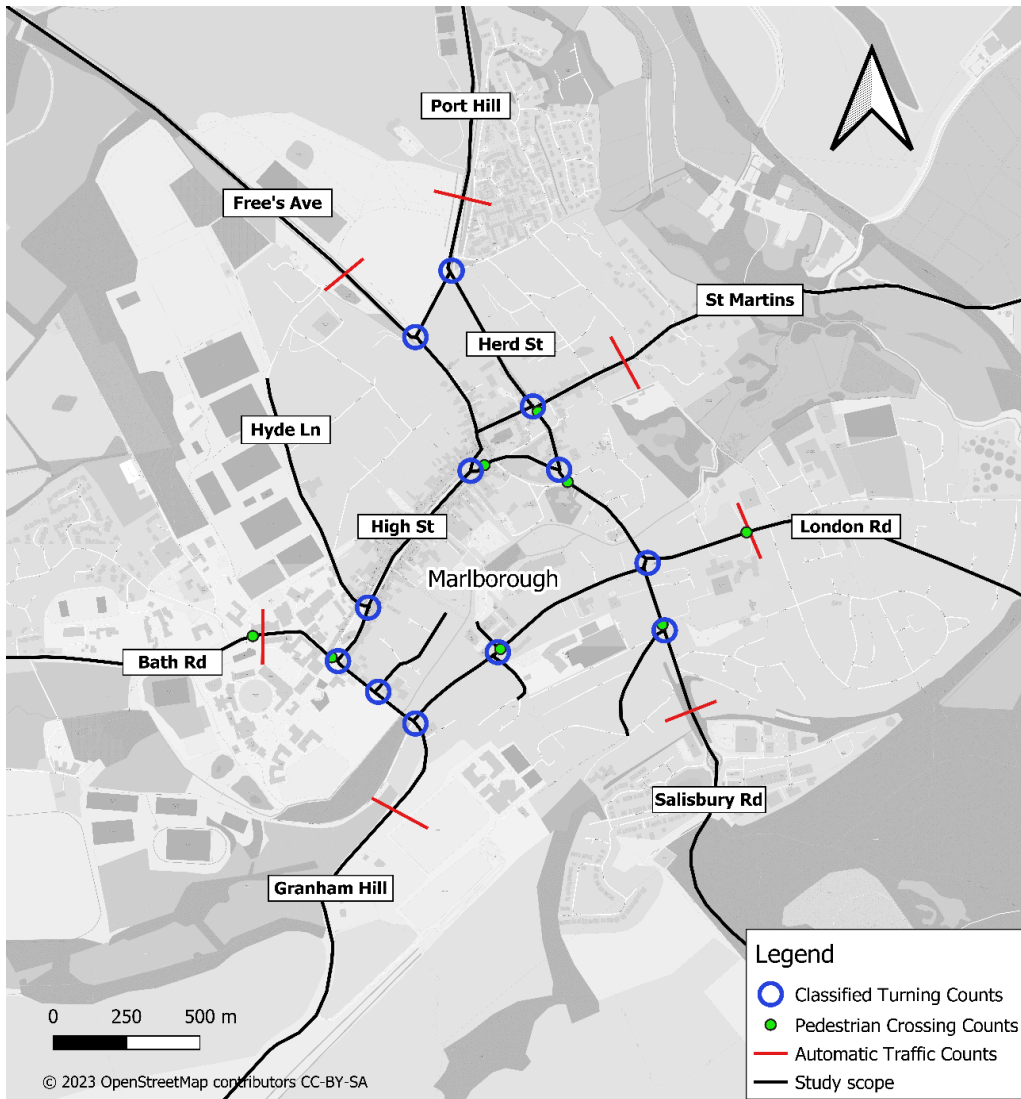 Port Hill
Free's Ave
St Martins
Herd St
Hyde Ln
High St
London Rd
Marlborough
Bath Rd
Salisbury Rd
Granham Hill
Legend
Classified Turning Counts
Pedestrian Crossing Counts
Automatic Traffic Counts
Study scope
0 250 500 m
© 2023 OpenStreetMap contributors CC-BY-SA